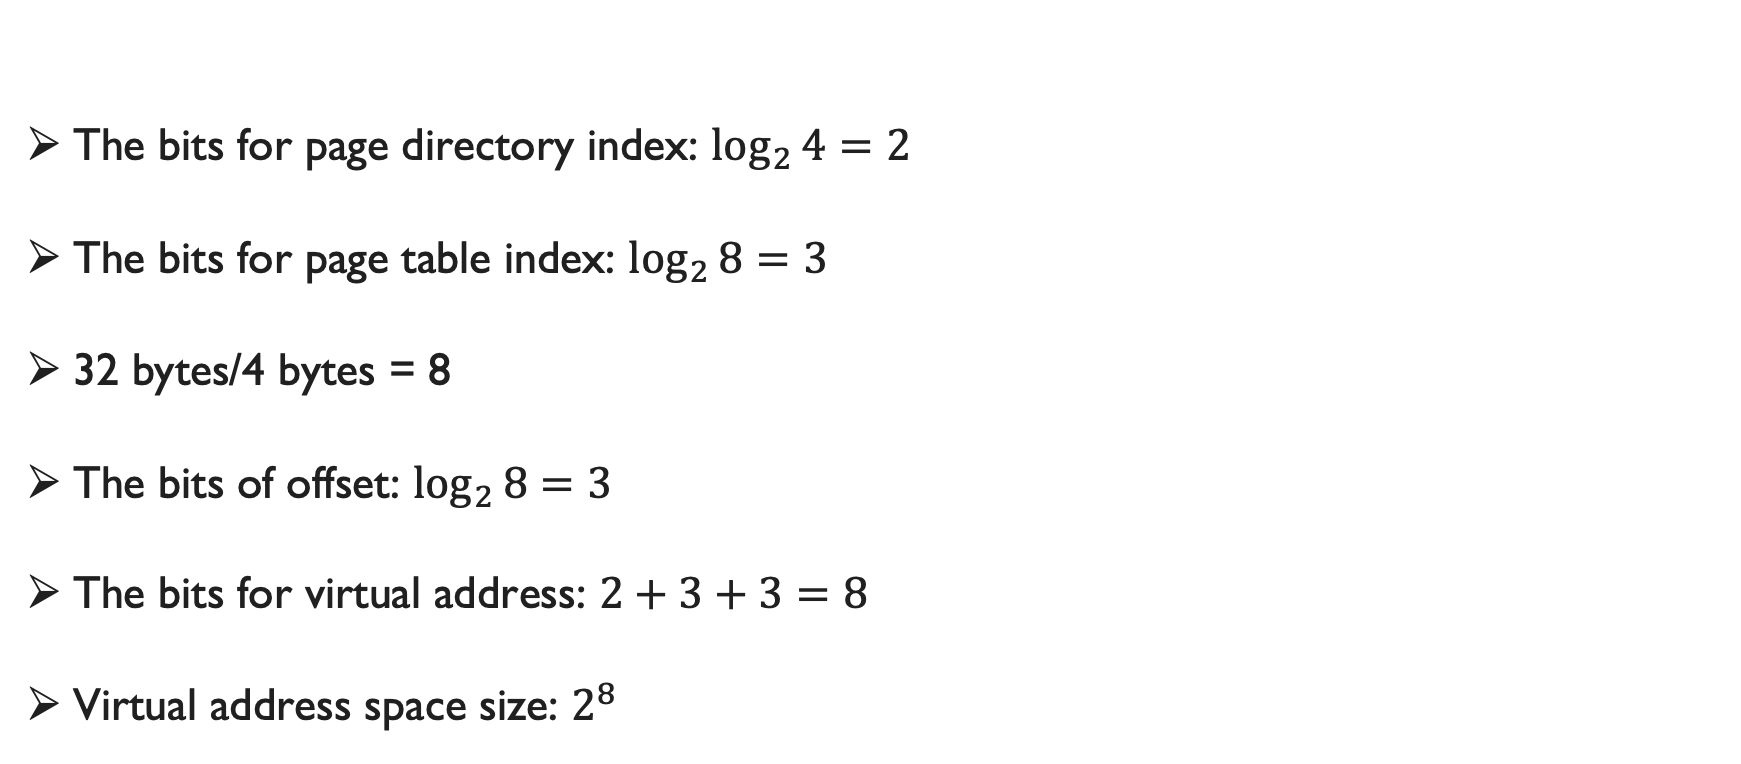 ➢ The bits for page directory index: log₂ 4 = 2
➢ The bits for page table index: log₂ 8 = 3
➢ 32 bytes/4 bytes = 8
➢ The bits of offset: log₂ 8 = 3
➢ The bits for virtual address: 2 + 3 + 3 = 8
➢ Virtual address space size: 2⁸